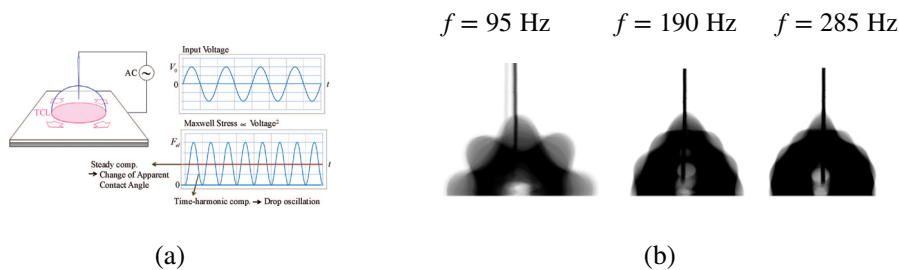 f = 95 Hz
f = 190 Hz
f = 285 Hz
Input Voltage
AC
V₀
0
t
TCL
Maxwell Stress ∝ Voltage²
Fₑₗ
t
Steady comp.
→ Change of Apparent
Contact Angle
0
Time-harmonic comp. → Drop oscillation
(a)
(b)